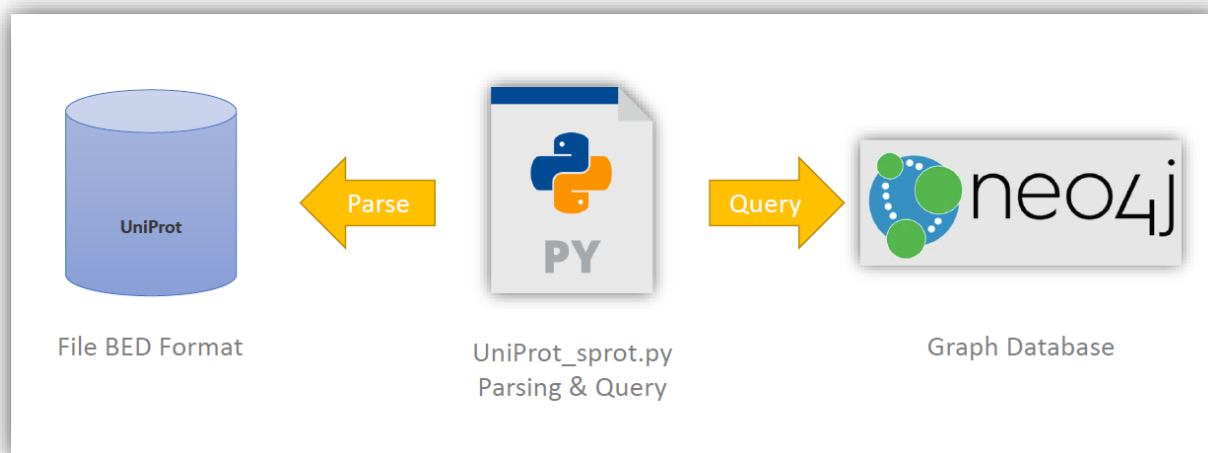 UniProt
Parse
PY
Query
neo4j
File BED Format
UniProt_sprot.py
Parsing & Query
Graph Database